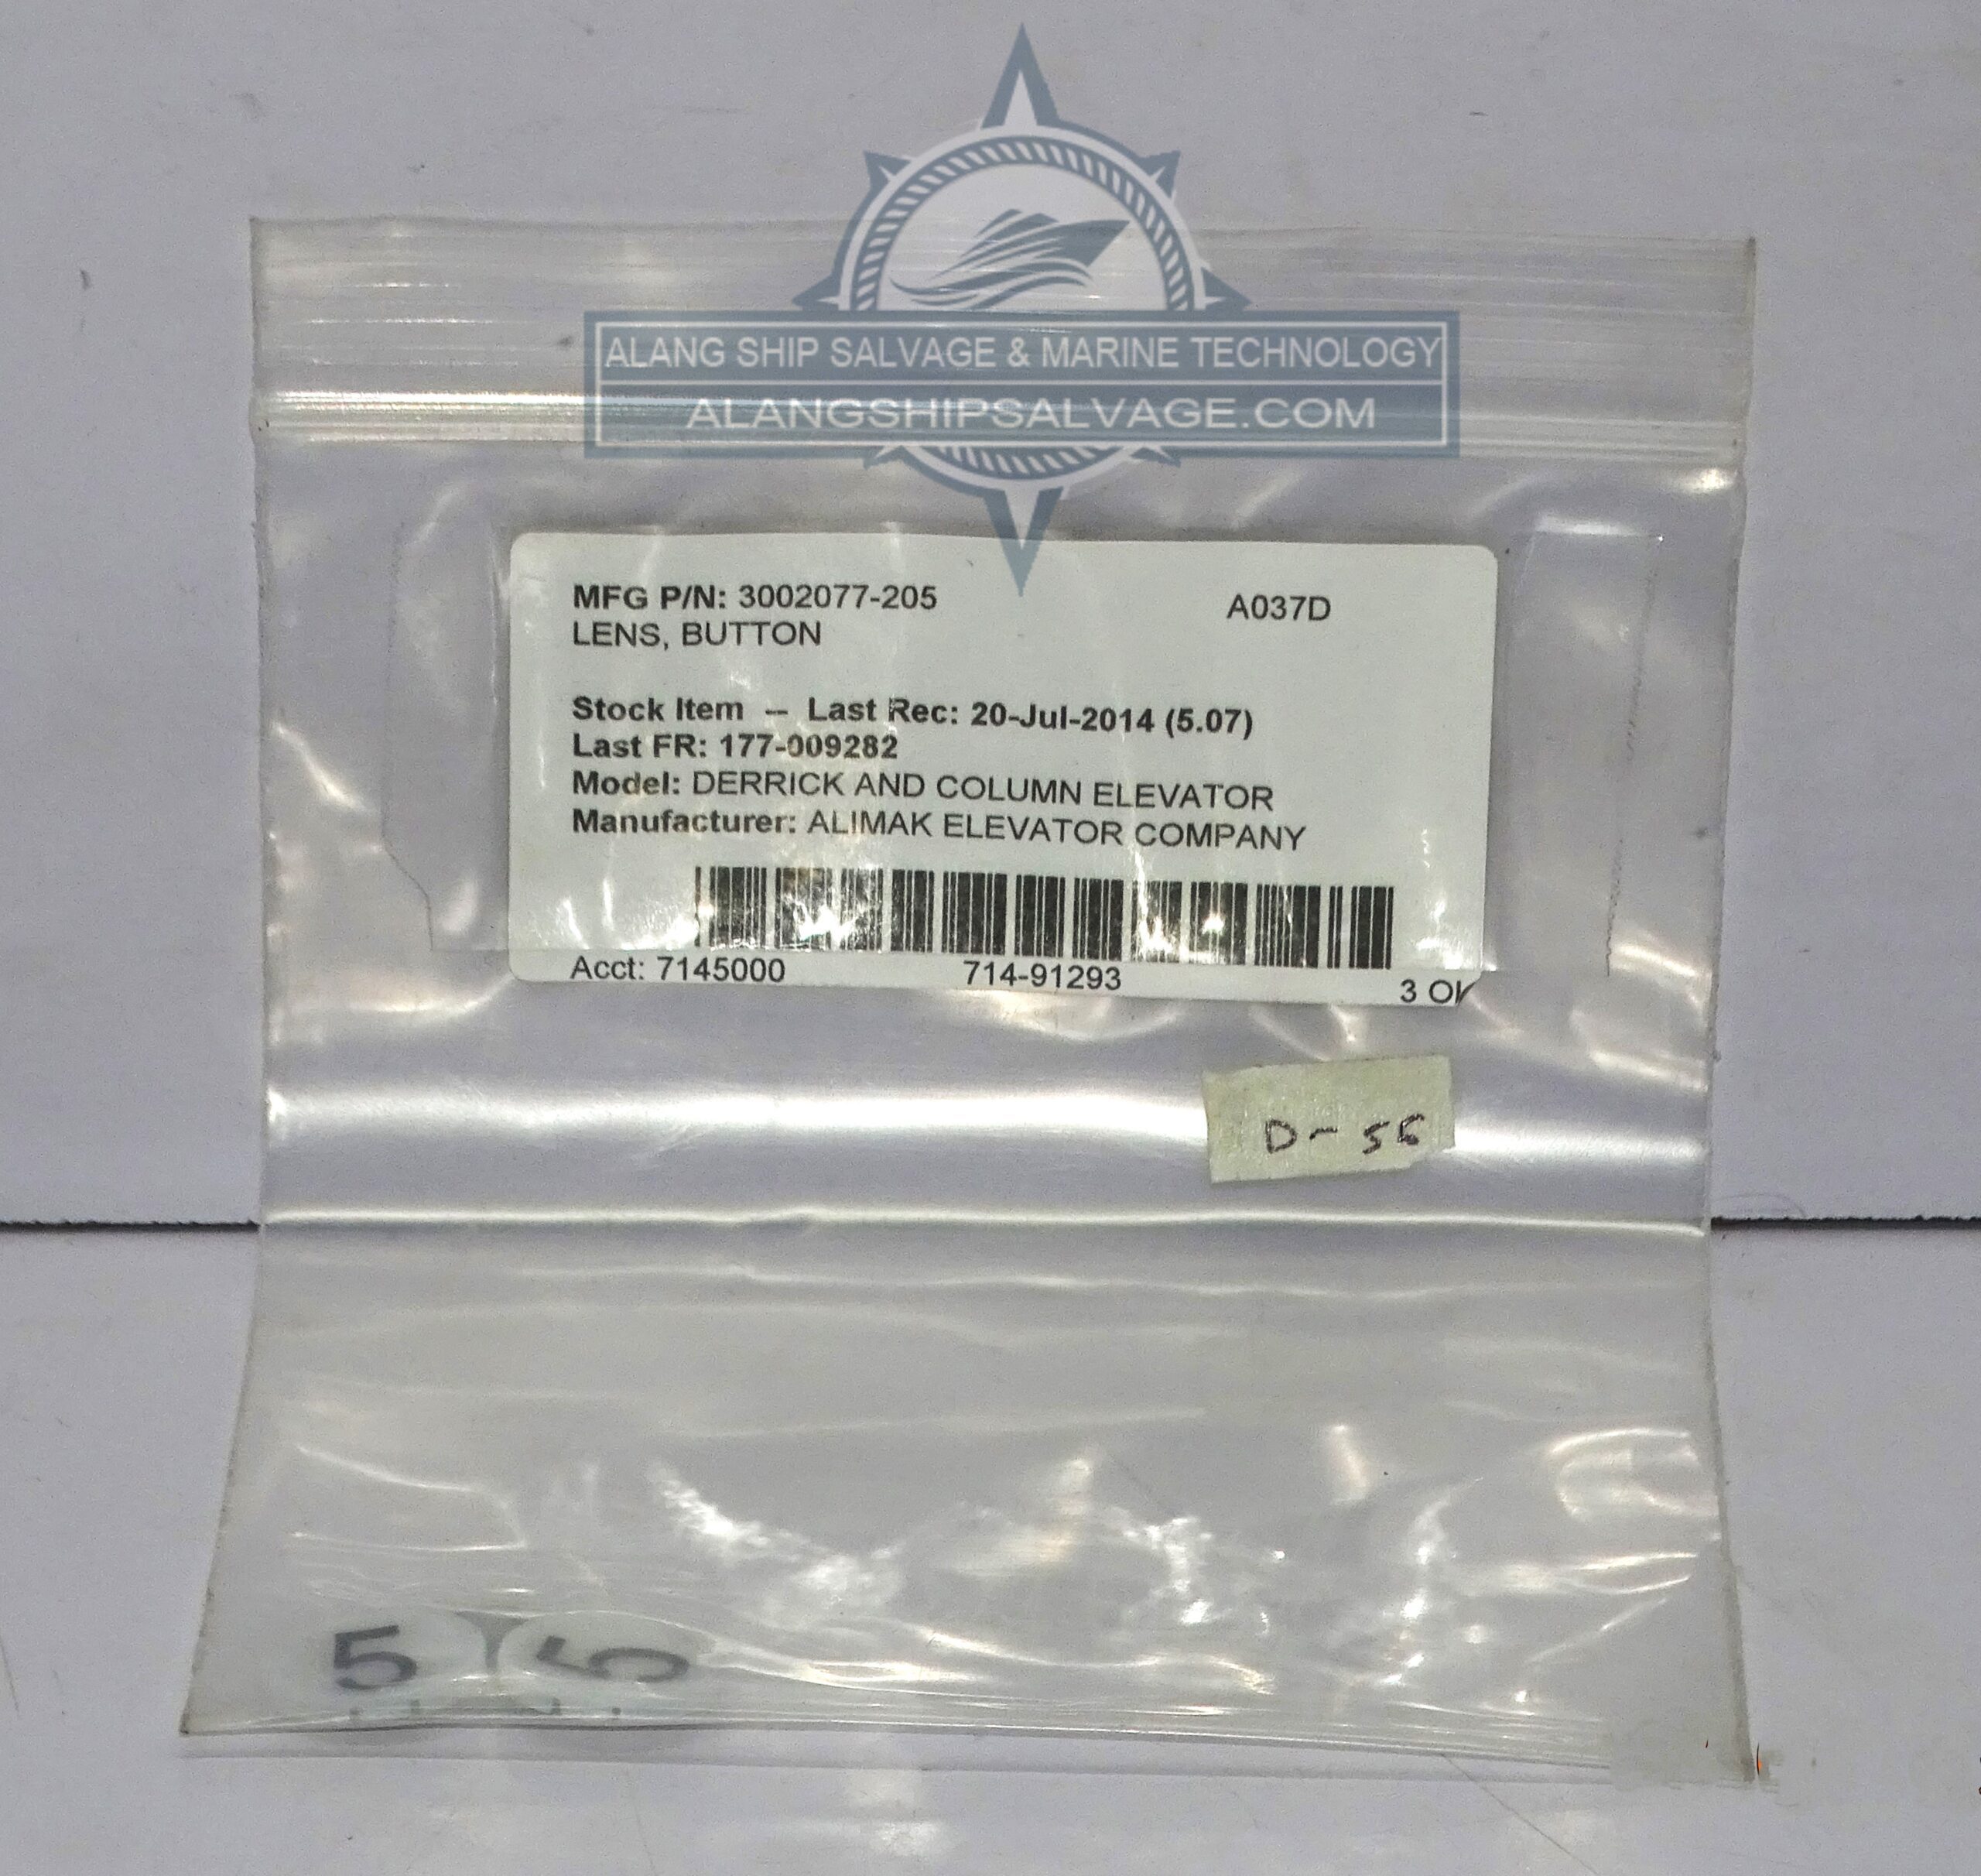 ALANG SHIP SALVAGE & MARINE TECHNOLOGY
ALANGSHIPSALVAGE.COM
MFG P/N: 3002077-205 A037D
LENS, BUTTON
Stock Item -- Last Rec: 20-Jul-2014 (5.07)
Last FR: 177-009282
Model: DERRICK AND COLUMN ELEVATOR
Manufacturer: ALIMAK ELEVATOR COMPANY
Acct: 7145000 714-91293 3
D- 56
5 5